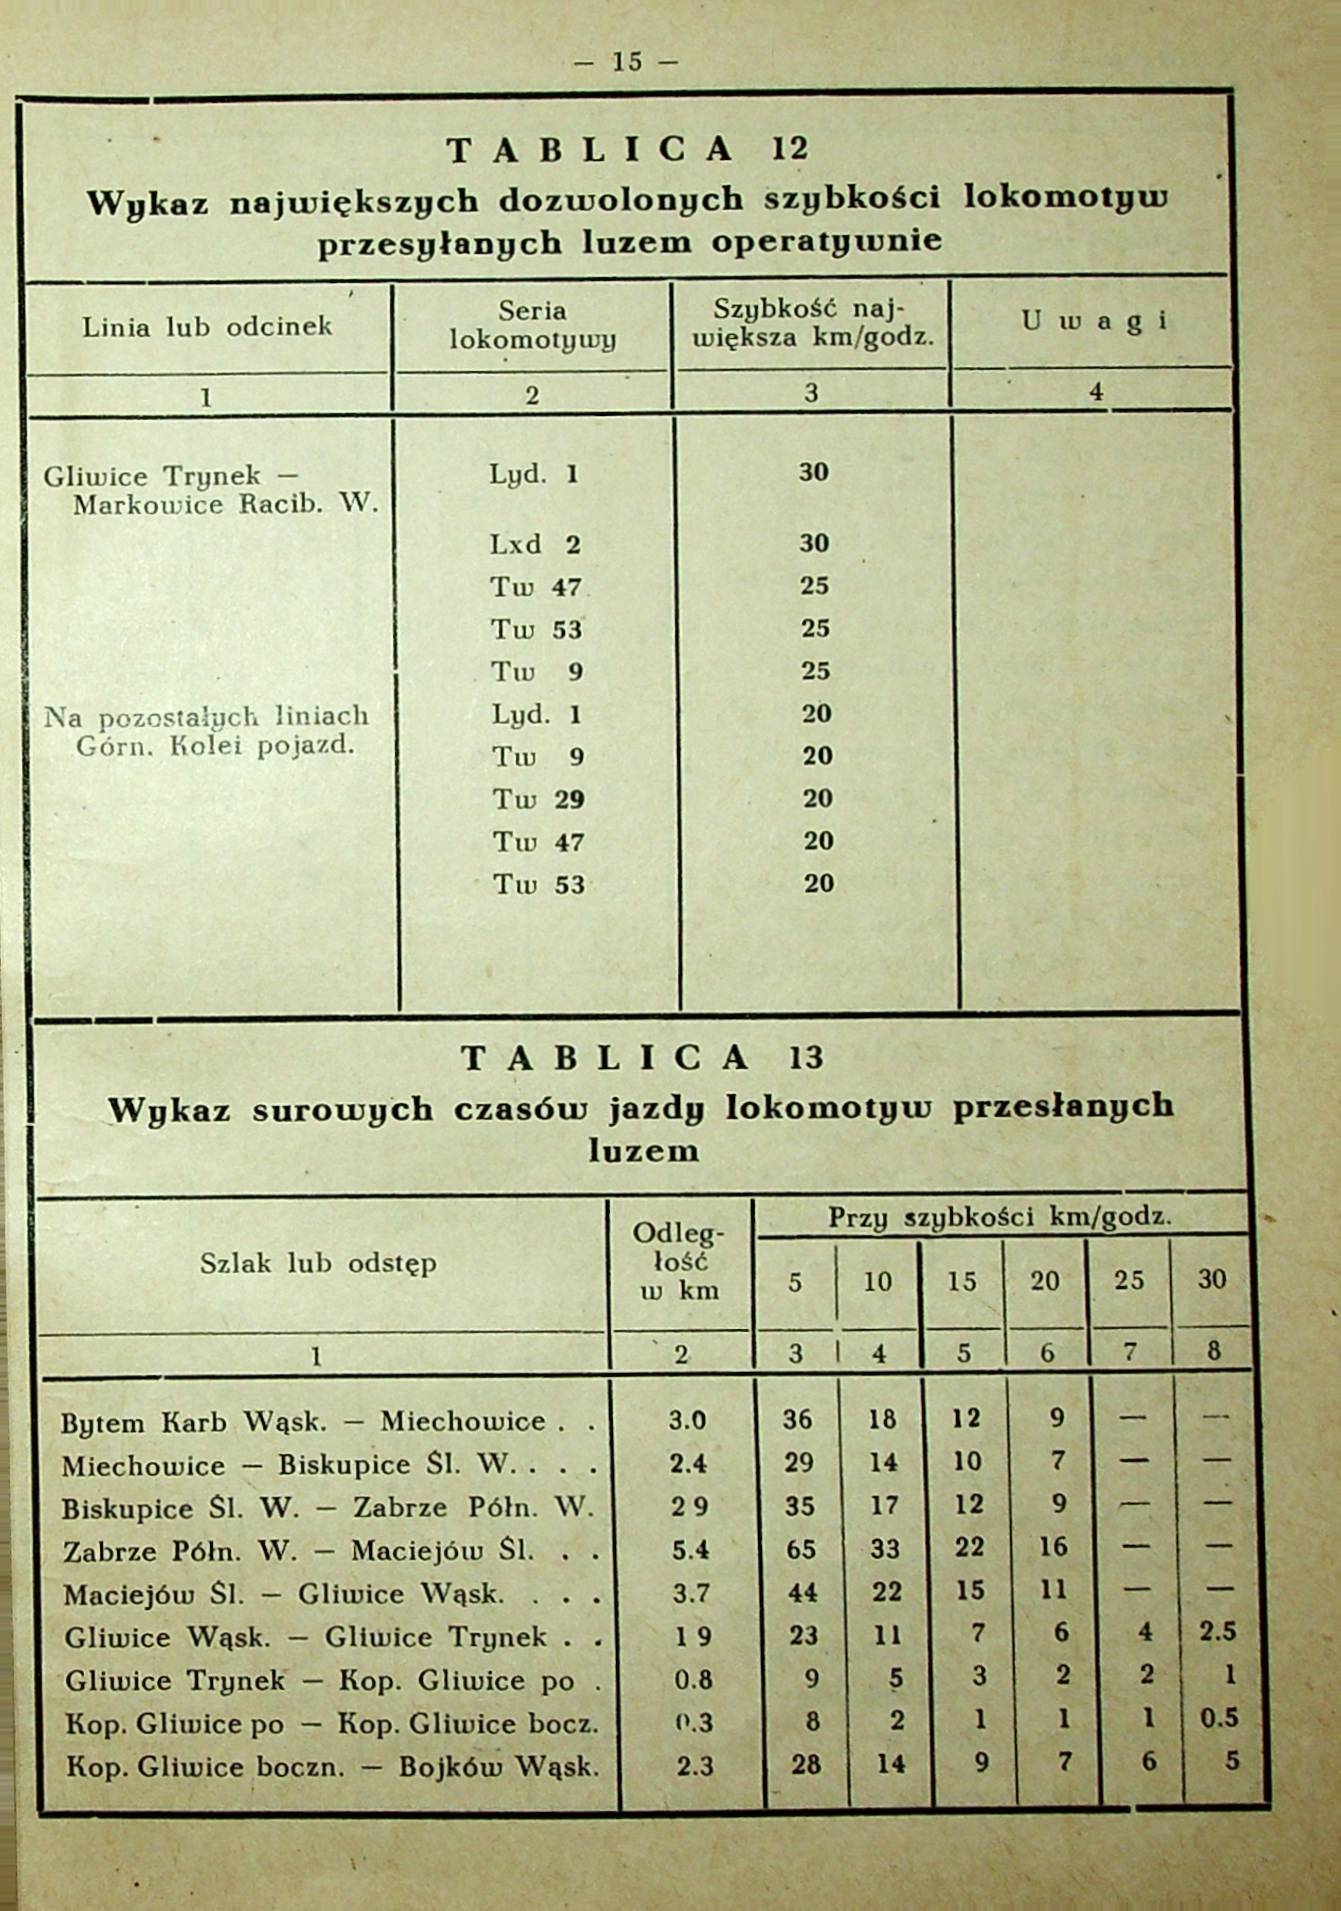 — 15 —
TABLICA 12
Wykaz największych dozwolonych szybkości lokomotyw
przesyłanych luzem operatywnie
Linia lub odcinek | Seria lokomotywy | Szybkość naj-większa km/godz. | Uwagi
1 | 2 | 3 | 4
Gliwice Trynek — Lyd. 1 30
Markowice Racib. W.
Lxd 2 30
Tw 47 25
Tw 53 25
Tw 9 25
Na pozostałych liniach Lyd. 1 20
Górn. Kolei pojazd.
Tw 9 20
Tw 29 20
Tw 47 20
Tw 53 20
TABLICA 13
Wykaz surowych czasów jazdy lokomotyw przesłanych
luzem
Szlak lub odstęp | Odleg-łość w km | Przy szybkości km/godz.
5 10 15 20 25 30
1 2 3 4 5 6 7 8
Bytem Karb Wąsk. — Miechowice . . 3.0 36 18 12 9 — —
Miechowice — Biskupice Śl. W. . . . 2.4 29 14 10 7 — —
Biskupice Śl. W. — Zabrze Półn. W. 2 9 35 17 12 9 — —
Zabrze Półn. W. — Maciejów Śl. . . 5.4 65 33 22 16 — —
Maciejów Śl. — Gliwice Wąsk. . . . 3.7 44 22 15 11 — —
Gliwice Wąsk. — Gliwice Trynek . . 1 9 23 11 7 6 4 2.5
Gliwice Trynek — Kop. Gliwice po . 0.8 9 5 3 2 2 1
Kop. Gliwice po — Kop. Gliwice bocz. 0.3 8 2 1 1 1 0.5
Kop. Gliwice boczn. — Bojków Wąsk. 2.3 28 14 9 7 6 5